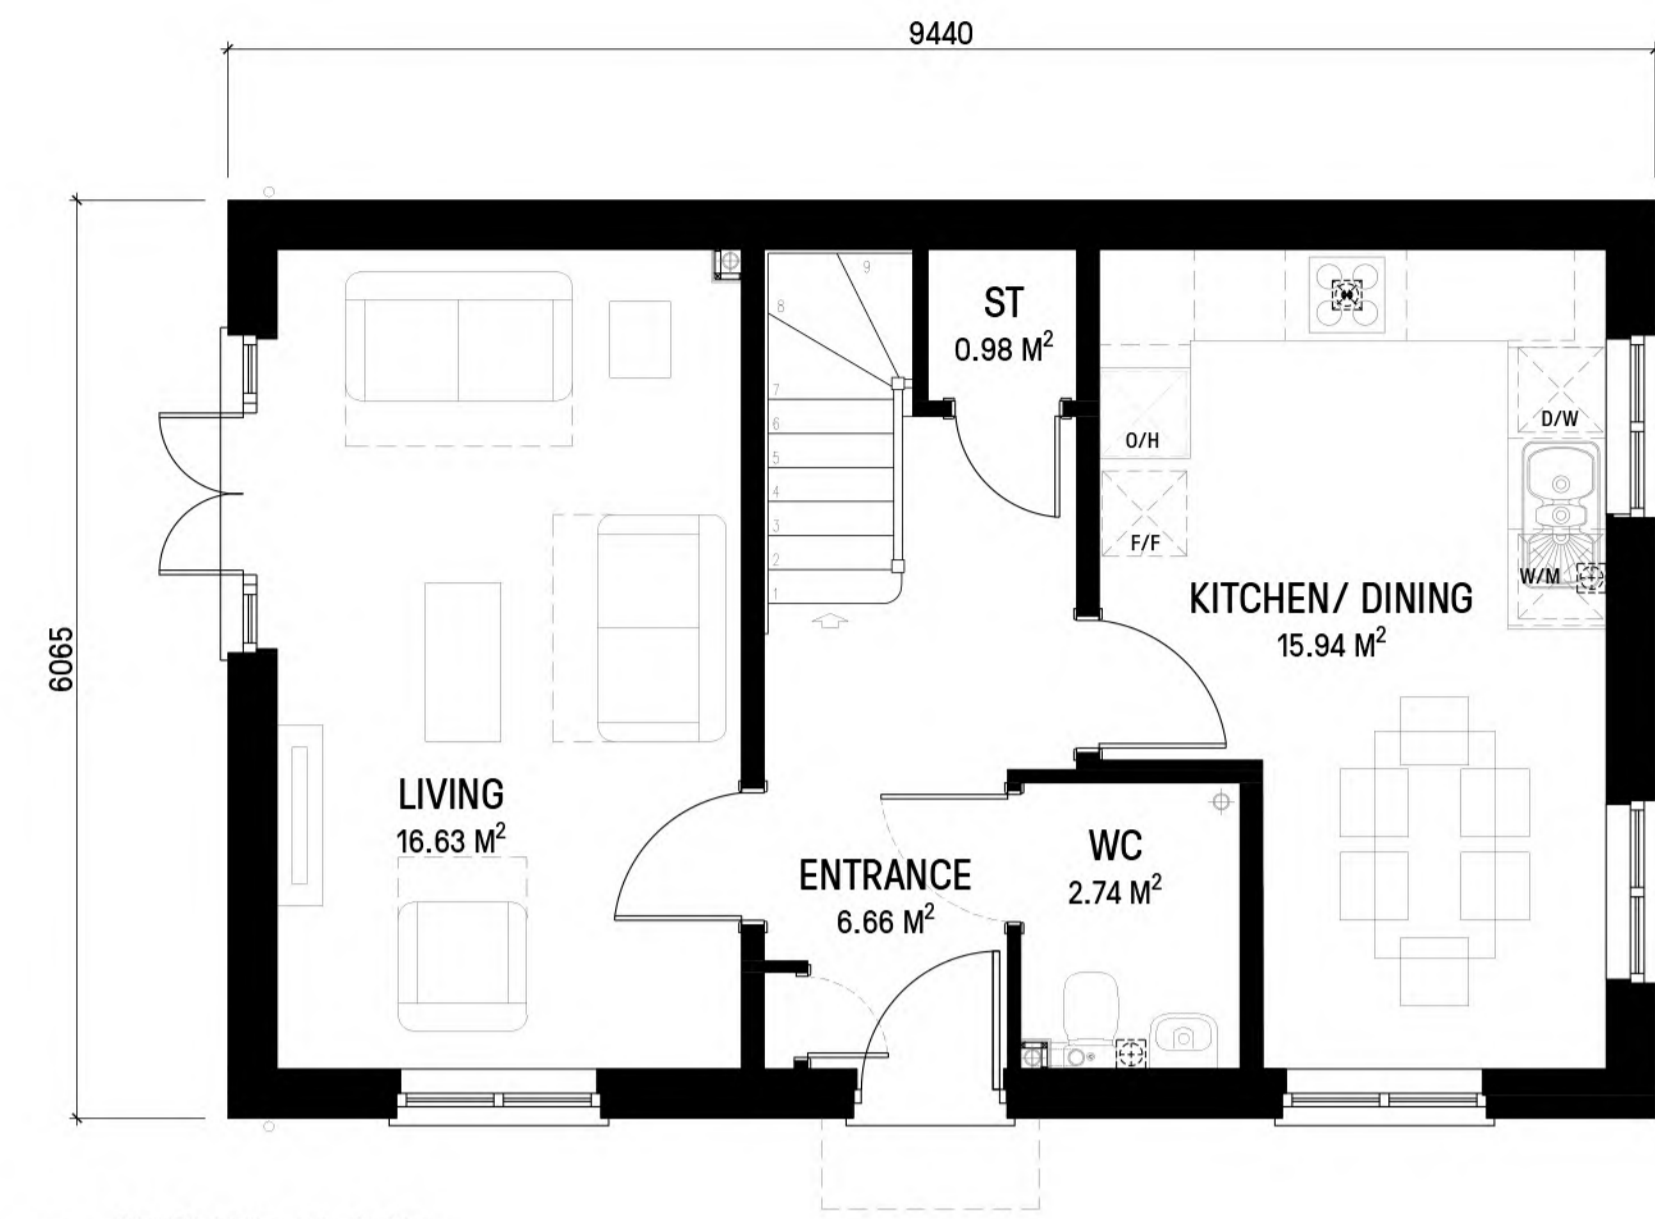 9440
6065
9
8
7
6
5
4
3
2
1
ST
0.98 M²
O/H
F/F
D/W
W/M
KITCHEN/ DINING
15.94 M²
LIVING
16.63 M²
ENTRANCE
6.66 M²
WC
2.74 M²